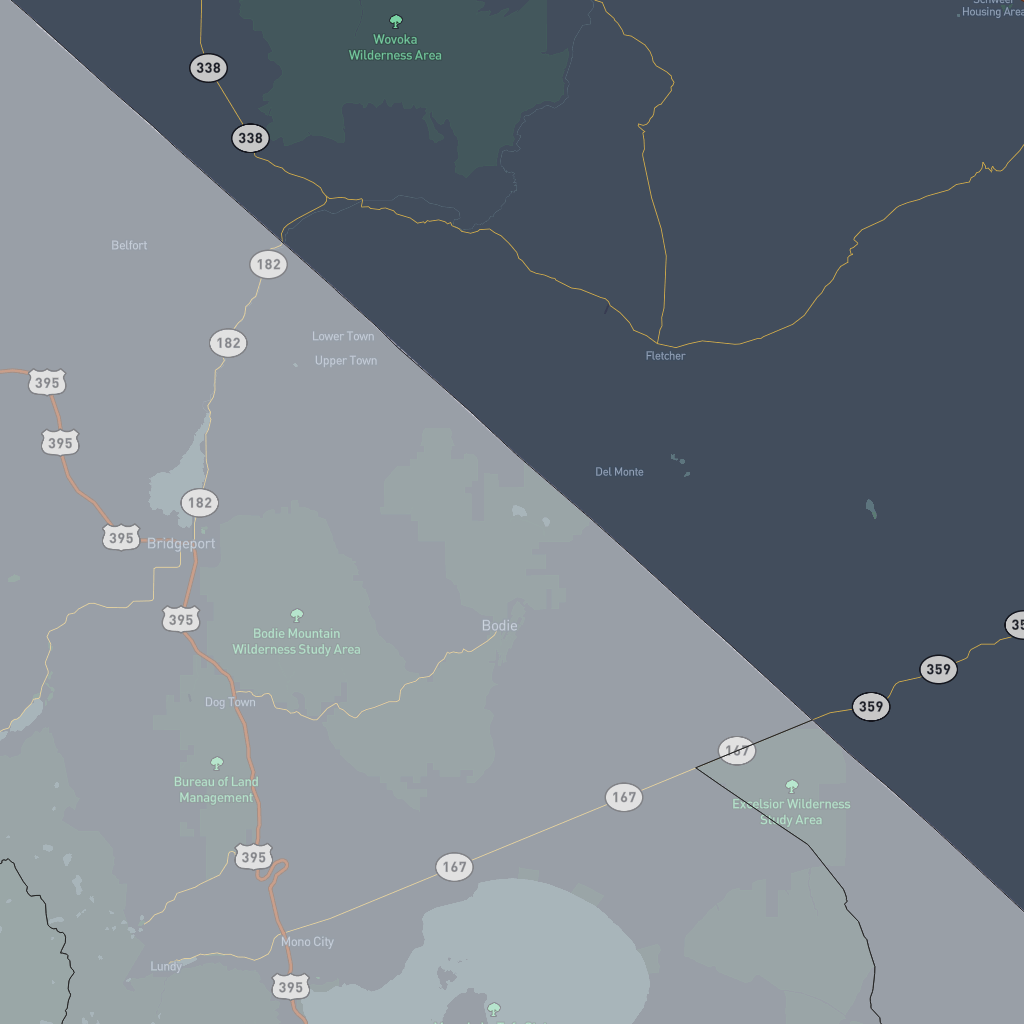 Schweer
Housing Area
Wovoka
Wilderness Area
338
338
Belfort
182
Lower Town
182
Upper Town
Fletcher
395
395
Del Monte
182
395
Bridgeport
395
Bodie
Bodie Mountain
Wilderness Study Area
359
Dog Town
359
167
Bureau of Land
Management
167
Excelsior Wilderness
Study Area
395
167
Mono City
Lundy
395